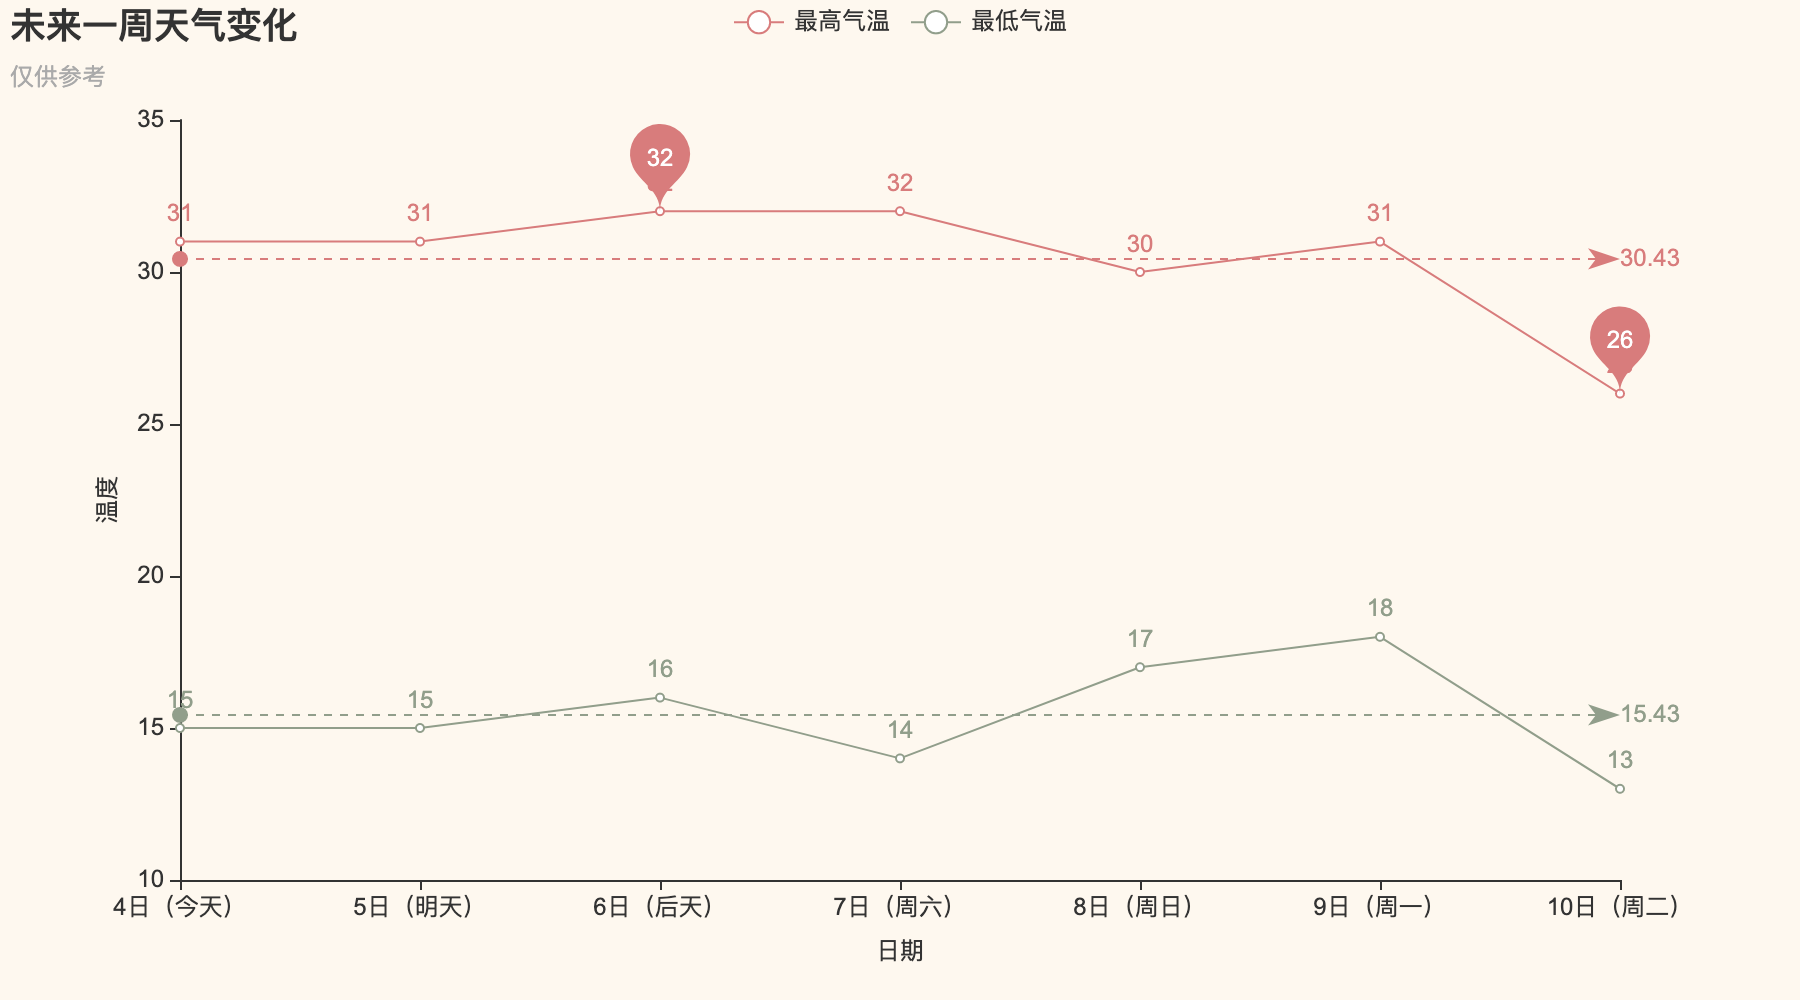 未来一周天气变化
仅供参考
最高气温
最低气温
35
30
25
20
15
10
温度
31
31
32
32
30
31
26
30.43
15
15
16
14
17
18
13
15.43
4日（今天）
5日（明天）
6日（后天）
7日（周六）
8日（周日）
9日（周一）
10日（周二）
日期